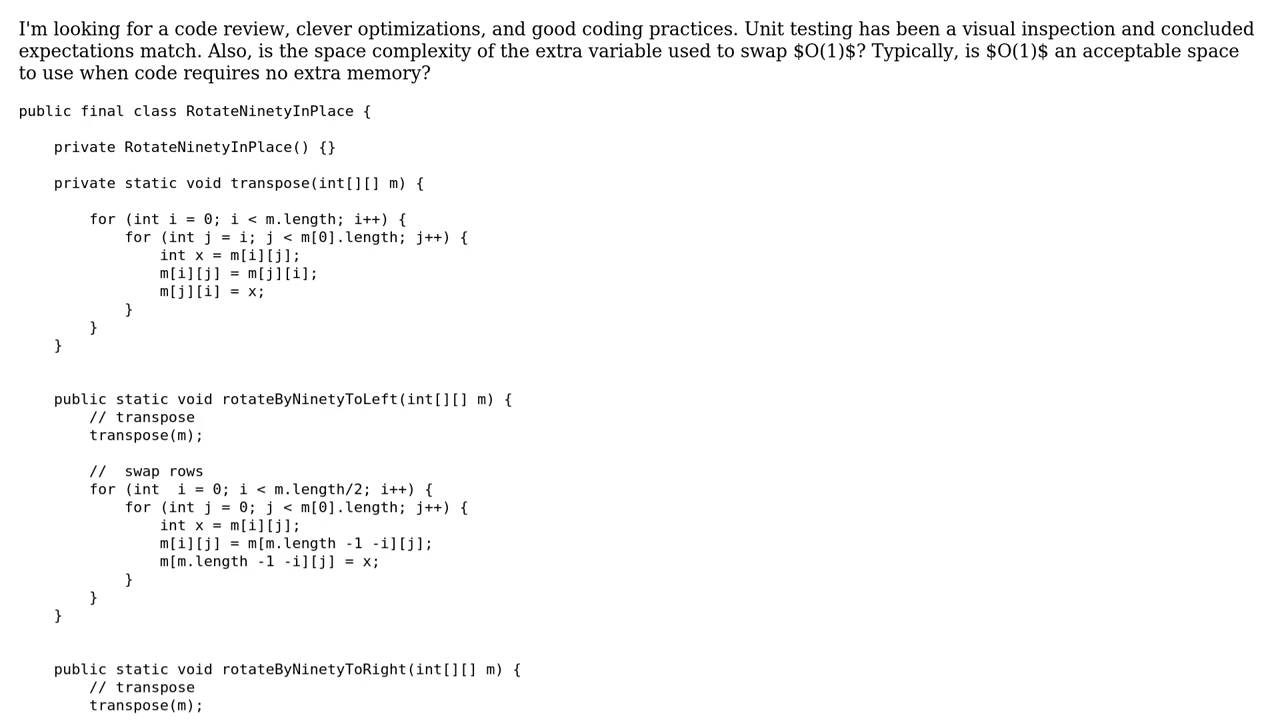 I'm looking for a code review, clever optimizations, and good coding practices. Unit testing has been a visual inspection and concluded
expectations match. Also, is the space complexity of the extra variable used to swap $O(1)$? Typically, is $O(1)$ an acceptable space
to use when code requires no extra memory?
public final class RotateNinetyInPlace {
    private RotateNinetyInPlace() {}
    private static void transpose(int[][] m) {
        for (int i = 0; i < m.length; i++) {
            for (int j = i; j < m[0].length; j++) {
                int x = m[i][j];
                m[i][j] = m[j][i];
                m[j][i] = x;
            }
        }
    }
    public static void rotateByNinetyToLeft(int[][] m) {
        // transpose
        transpose(m);
        //  swap rows
        for (int  i = 0; i < m.length/2; i++) {
            for (int j = 0; j < m[0].length; j++) {
                int x = m[i][j];
                m[i][j] = m[m.length -1 -i][j];
                m[m.length -1 -i][j] = x;
            }
        }
    }
    public static void rotateByNinetyToRight(int[][] m) {
        // transpose
        transpose(m);